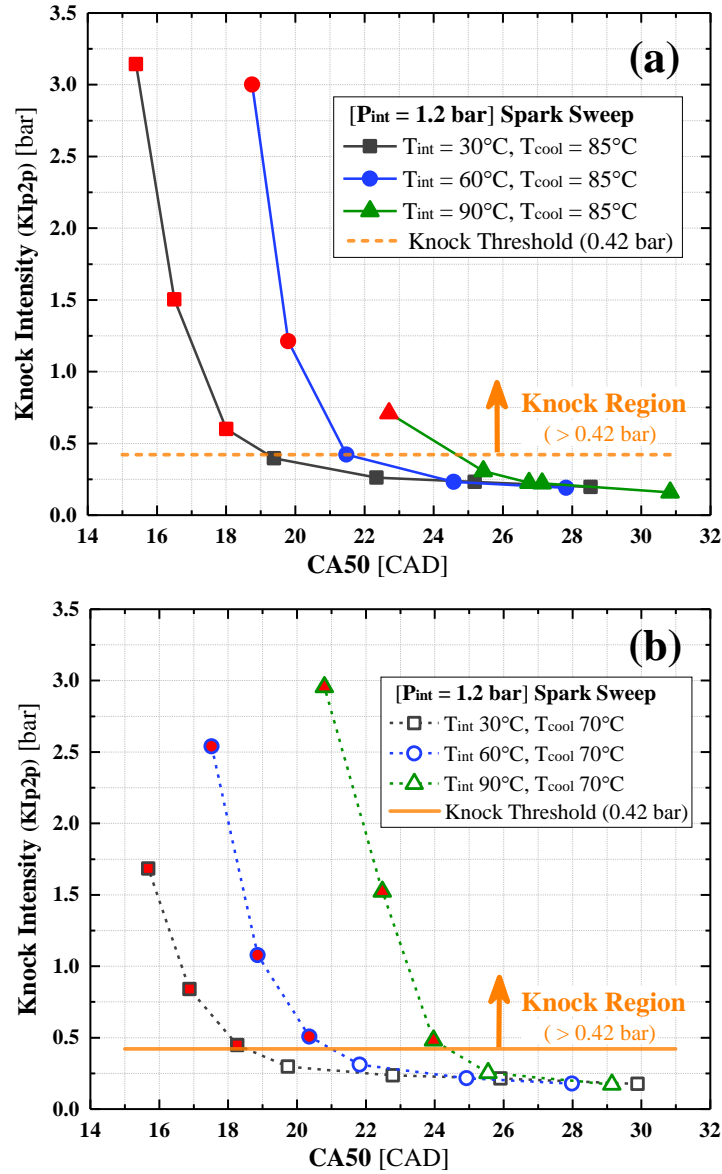 3.5
(a)
3.0
[Pint = 1.2 bar] Spark Sweep
Tint = 30°C, Tcool = 85°C
2.5
Tint = 60°C, Tcool = 85°C
Tint = 90°C, Tcool = 85°C
2.0
Knock Threshold (0.42 bar)
Knock Intensity (KIp2p) [bar]
1.5
1.0
Knock Region
( > 0.42 bar)
0.5
0.0
14 16 18 20 22 24 26 28 30 32
CA50 [CAD]
3.5
(b)
[Pint = 1.2 bar] Spark Sweep
3.0
Tint 30°C, Tcool 70°C
Tint 60°C, Tcool 70°C
2.5
Tint 90°C, Tcool 70°C
Knock Threshold (0.42 bar)
2.0
Knock Intensity (KIp2p) [bar]
1.5
1.0
Knock Region
( > 0.42 bar)
0.5
0.0
14 16 18 20 22 24 26 28 30 32
CA50 [CAD]